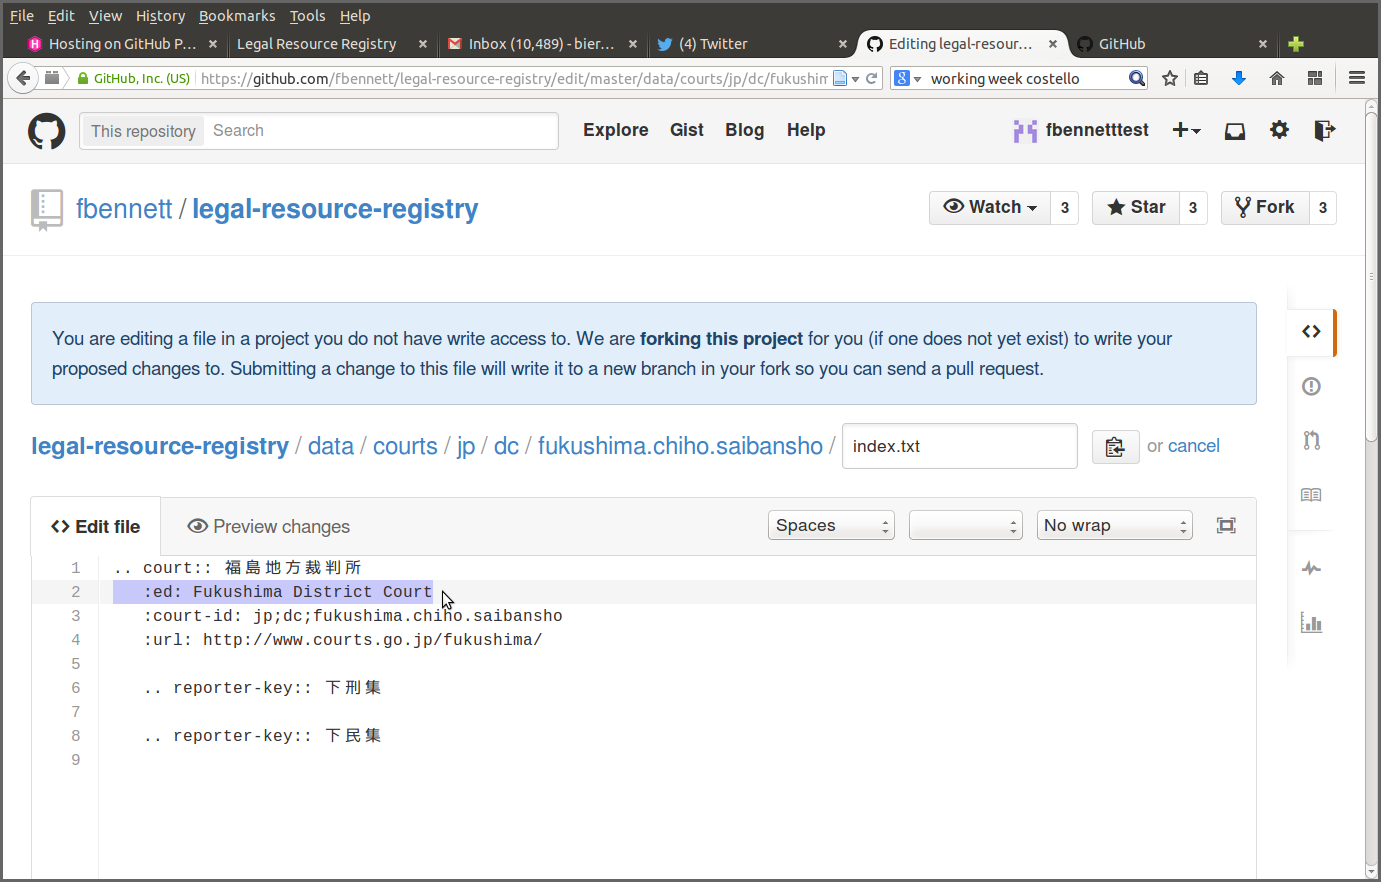 File Edit View History Bookmarks Tools Help
Hosting on GitHub P... × Legal Resource Registry × Inbox (10,489) - bier... × (4) Twitter × Editing legal-resour... × GitHub ×
GitHub, Inc. (US) https://github.com/fbennett/legal-resource-registry/edit/master/data/courts/jp/dc/fukushim working week costello
This repository Search Explore Gist Blog Help fbennetttest
fbennett / legal-resource-registry Watch 3 Star 3 Fork 3
You are editing a file in a project you do not have write access to. We are forking this project for you (if one does not yet exist) to write your
proposed changes to. Submitting a change to this file will write it to a new branch in your fork so you can send a pull request.
legal-resource-registry / data / courts / jp / dc / fukushima.chiho.saibansho / index.txt or cancel
Edit file Preview changes Spaces No wrap
1 .. court:: 福島地方裁判所
2 :ed: Fukushima District Court
3 :court-id: jp;dc;fukushima.chiho.saibansho
4 :url: http://www.courts.go.jp/fukushima/
5
6 .. reporter-key:: 下刑集
7
8 .. reporter-key:: 下民集
9